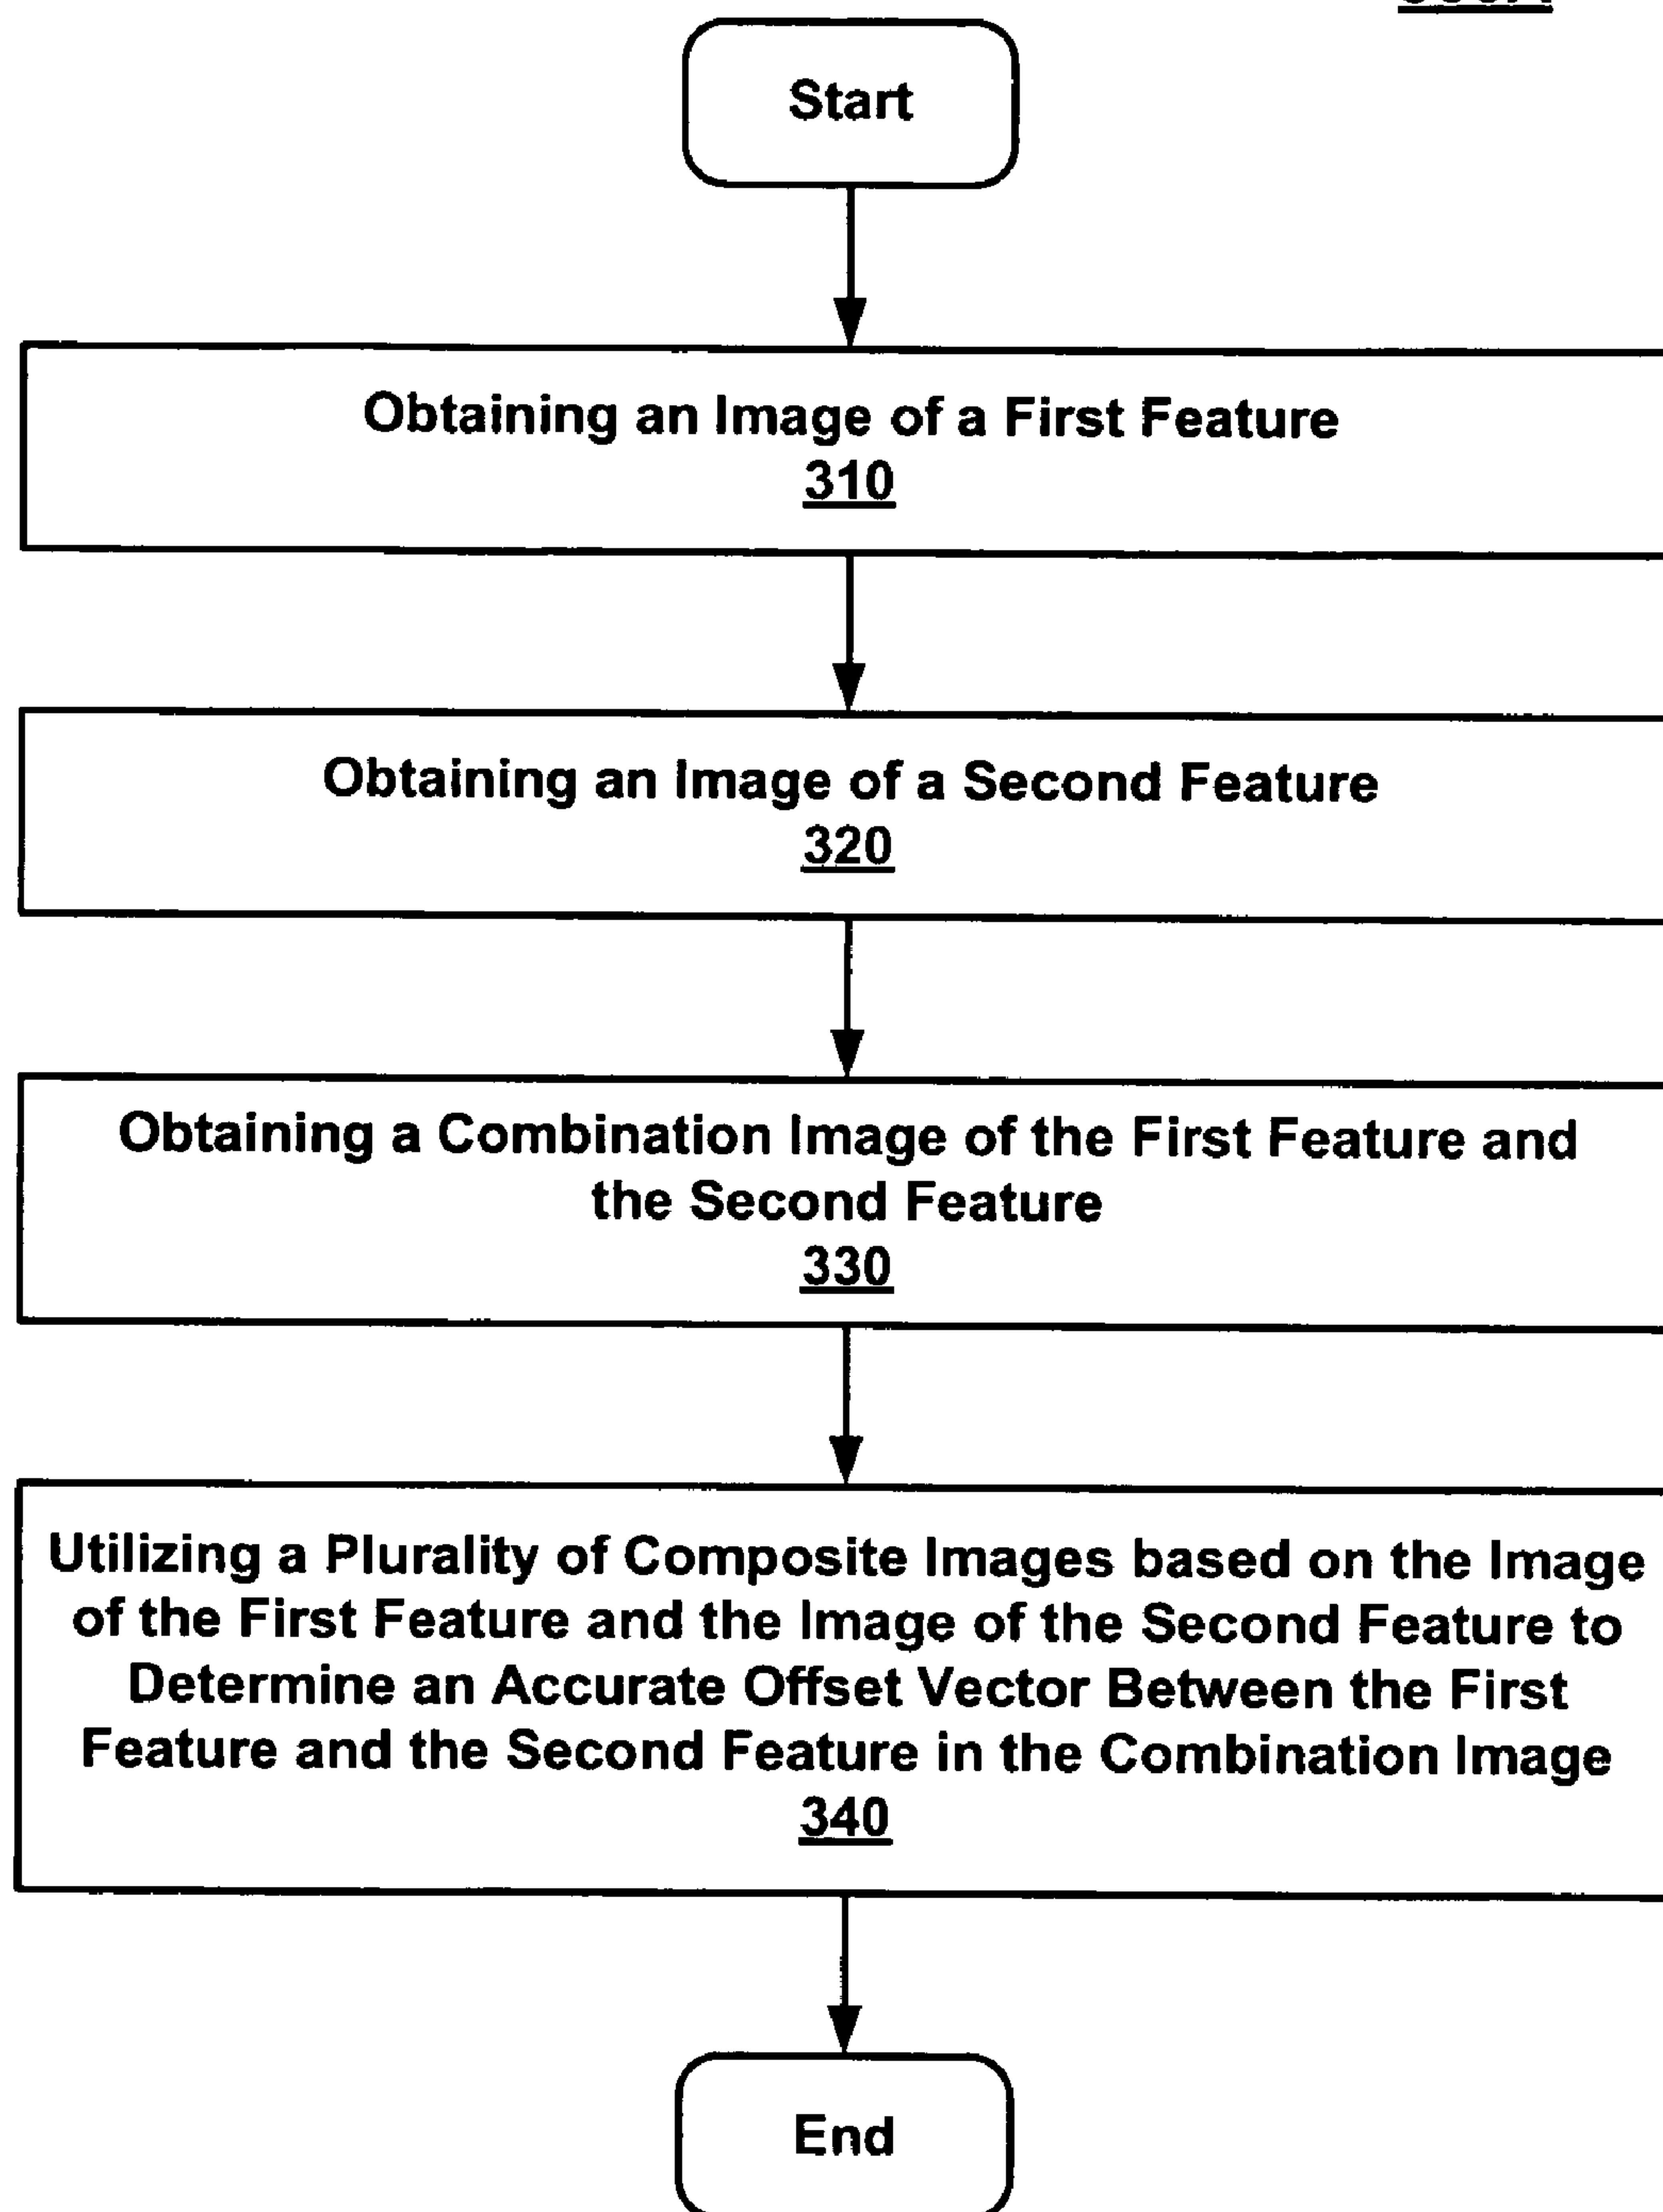 Start
Obtaining an Image of a First Feature
310
Obtaining an Image of a Second Feature
320
Obtaining a Combination Image of the First Feature and
the Second Feature
330
Utilizing a Plurality of Composite Images based on the Image
of the First Feature and the Image of the Second Feature to
Determine an Accurate Offset Vector Between the First
Feature and the Second Feature in the Combination Image
340
End